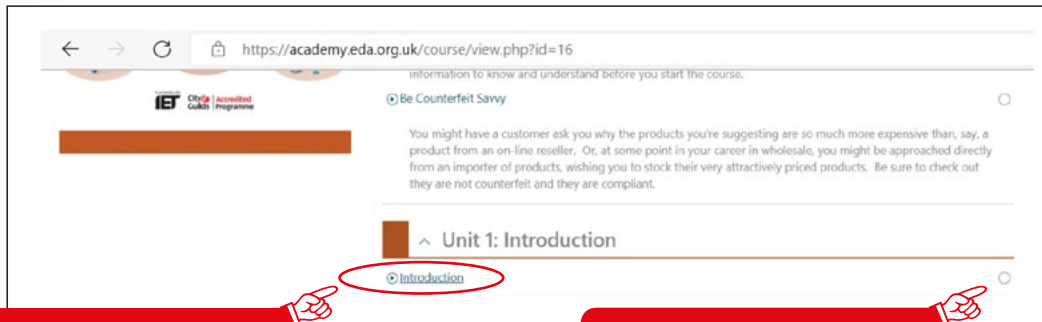 https://academy.eda.org.uk/course/view.php?id=16
information to know and understand before you start the course.
IET City& Guilds Accredited Programme
Be Counterfeit Savvy
You might have a customer ask you why the products you're suggesting are so much more expensive than, say, a
product from an on-line reseller. Or, at some point in your career in wholesale, you might be approached directly
from an importer of products, wishing you to stock their very attractively priced products. Be sure to check out
they are not counterfeit and they are compliant.
Unit 1: Introduction
Introduction